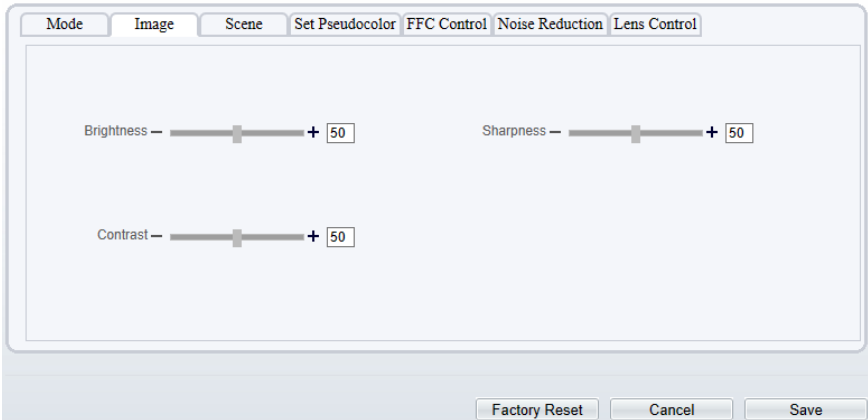 Mode Image Scene Set Pseudocolor FFC Control Noise Reduction Lens Control
Brightness − + 50 Sharpness − + 50
Contrast − + 50
Factory Reset Cancel Save